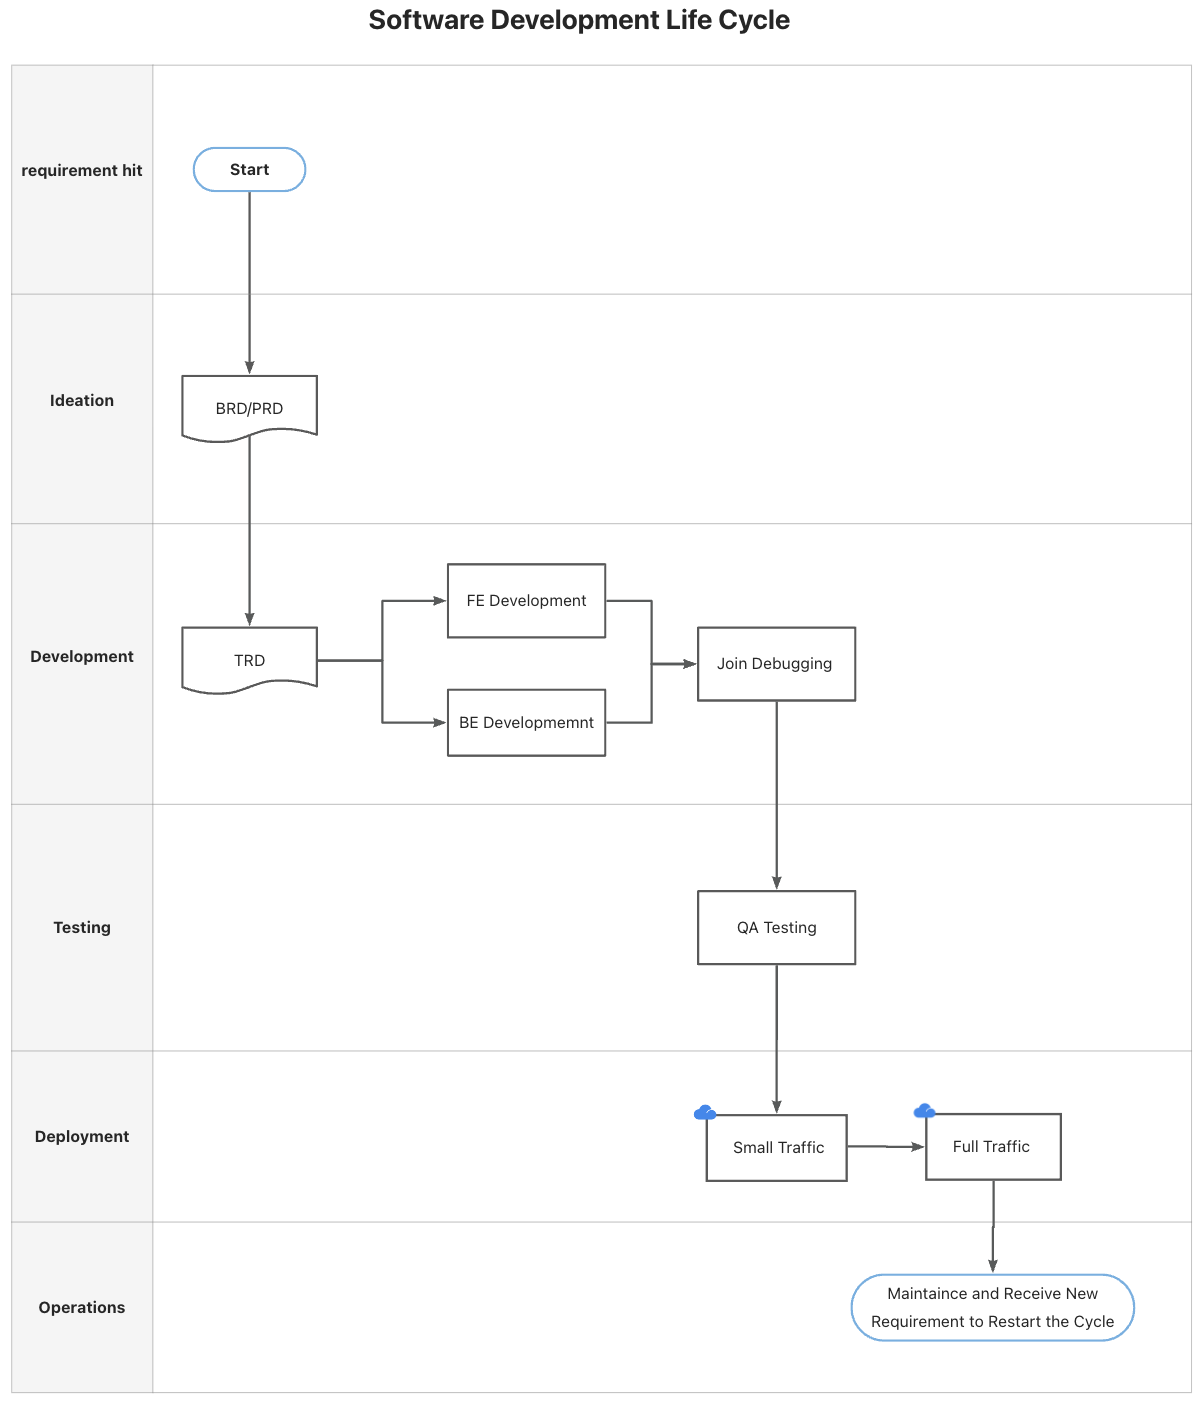 Software Development Life Cycle
requirement hit
Start
Ideation
BRD/PRD
Development
TRD
FE Development
BE Developmemnt
Join Debugging
Testing
QA Testing
Deployment
Small Traffic
Full Traffic
Operations
Maintaince and Receive New
Requirement to Restart the Cycle